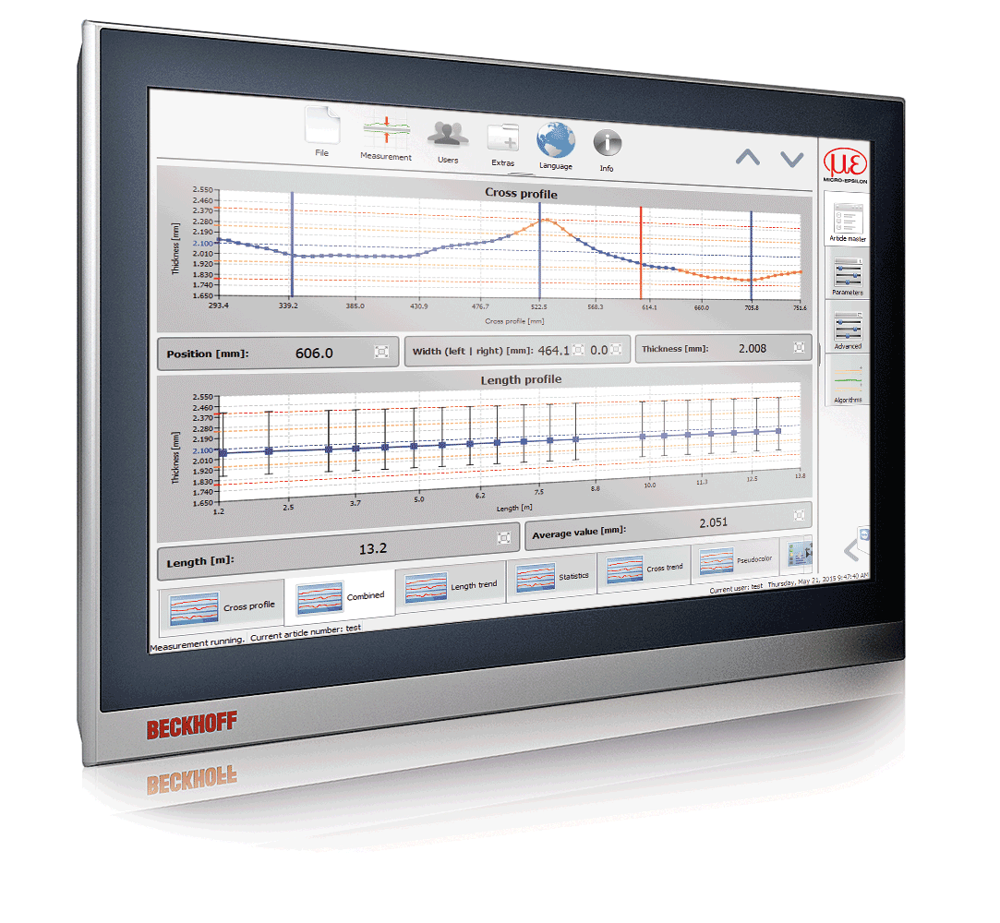 File
Measurement
Users
Extras
Language
Info
με
MICRO-EPSILON
Article master
Parameters
Advanced
Algorithms
Cross profile
Thickness [mm]
2.550
2.460
2.370
2.280
2.190
2.100
2.010
1.920
1.830
1.740
1.650
293.4 339.2 385.0 430.9 476.7 522.5 568.3 614.1 660.0 705.8 751.6
Cross profile [mm]
Position [mm]: 606.0
Width (left | right) [mm]: 464.1 0.0
Thickness [mm]: 2.008
Length profile
Thickness [mm]
2.550
2.460
2.370
2.280
2.190
2.100
2.010
1.920
1.830
1.740
1.650
1.2 2.5 3.7 5.0 6.2 7.5 8.8 10.0 11.3 12.5 13.8
Length [m]
Length [m]: 13.2
Average value [mm]: 2.051
Cross profile
Combined
Length trend
Statistics
Cross trend
Pseudocolor
Measurement running. Current article number: test
Current user: test Thursday, May 21, 2015 9:47:40 AM
BECKHOFF
BECKHOFF